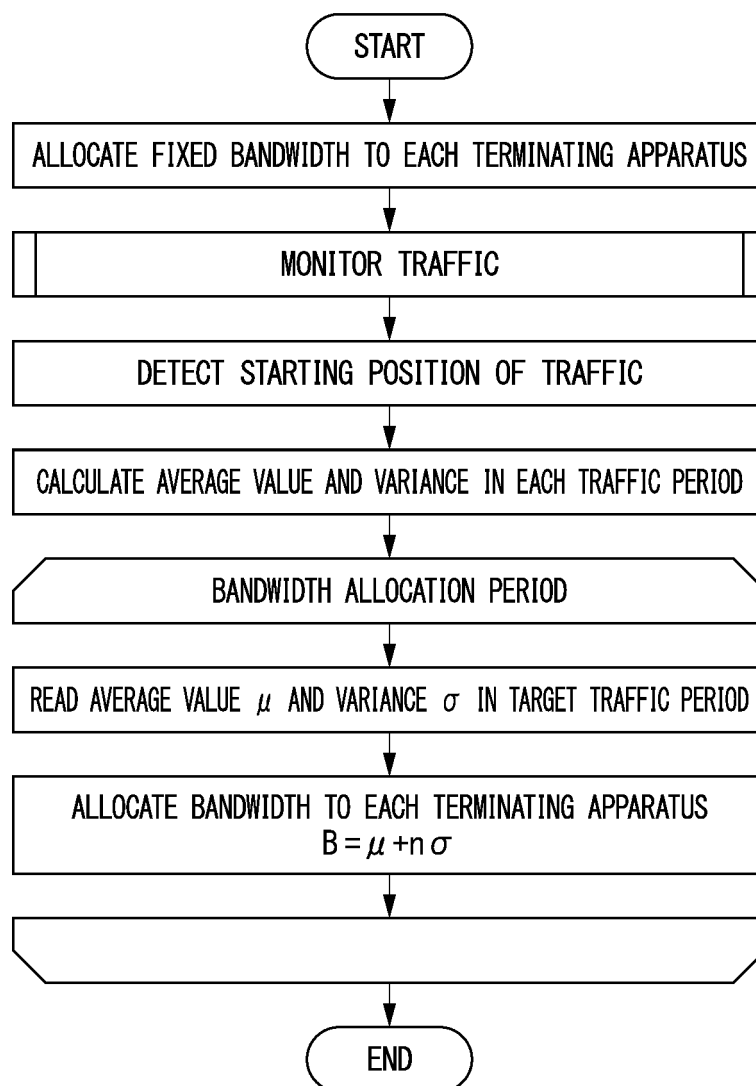 START
ALLOCATE FIXED BANDWIDTH TO EACH TERMINATING APPARATUS
MONITOR TRAFFIC
DETECT STARTING POSITION OF TRAFFIC
CALCULATE AVERAGE VALUE AND VARIANCE IN EACH TRAFFIC PERIOD
BANDWIDTH ALLOCATION PERIOD
READ AVERAGE VALUE μ AND VARIANCE σ IN TARGET TRAFFIC PERIOD
ALLOCATE BANDWIDTH TO EACH TERMINATING APPARATUS
B = μ + n σ
END